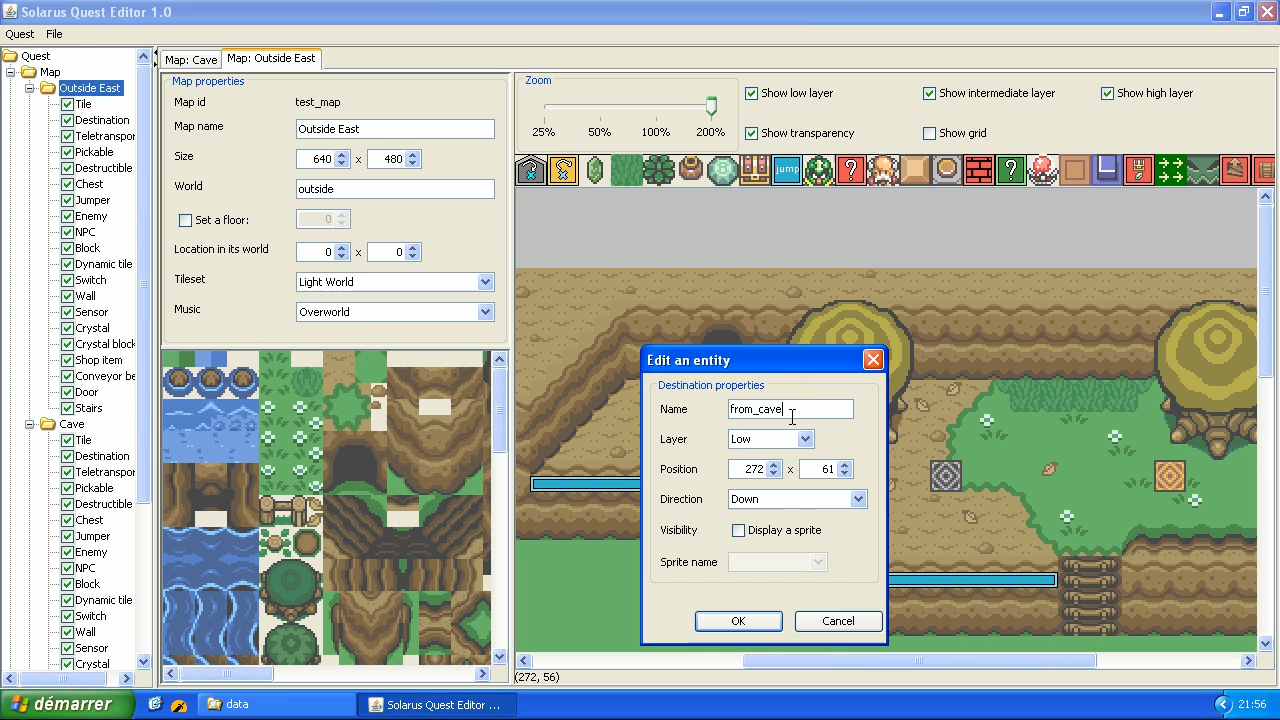 Solarus Quest Editor 1.0
Quest File
Quest
Map
Outside East
Tile
Destination
Teletranspor
Pickable
Destructible
Chest
Jumper
Enemy
NPC
Block
Dynamic tile
Switch
Wall
Sensor
Crystal
Crystal block
Shop item
Conveyor be
Door
Stairs
Cave
Tile
Destination
Teletranspor
Pickable
Destructible
Chest
Jumper
Enemy
NPC
Block
Dynamic tile
Switch
Wall
Sensor
Crystal
Map: Cave Map: Outside East
Map properties
Map id test_map
Map name Outside East
Size 640 x 480
World outside
Set a floor: 0
Location in its world 0 x 0
Tileset Light World
Music Overworld
Zoom
25% 50% 100% 200%
Show low layer Show intermediate layer Show high layer
Show transparency Show grid
? jump ?
Edit an entity
Destination properties
Name from_cave
Layer Low
Position 272 x 61
Direction Down
Visibility Display a sprite
Sprite name
OK Cancel
(272, 56)
démarrer data Solarus Quest Editor ... 21:56